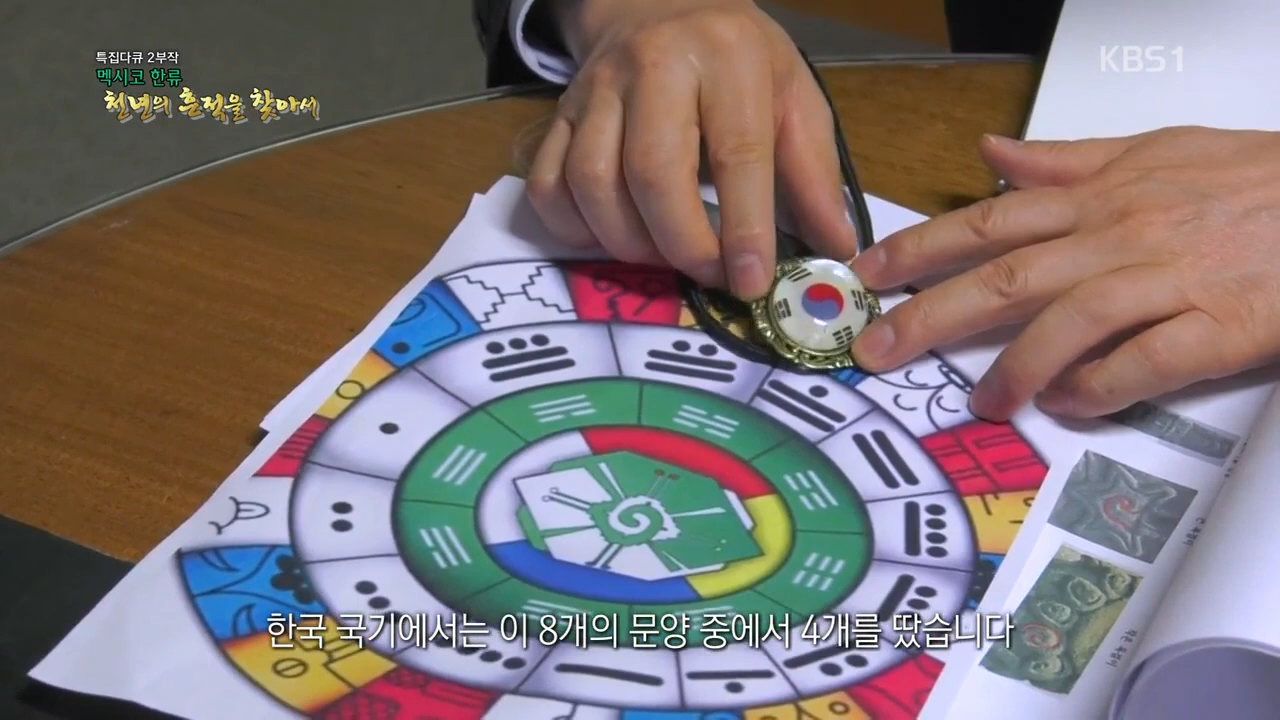 특집다큐 2부작
멕시코 한류
천년의 흔적을 찾아서
KBS1
한국 국기에서는 이 8개의 문양 중에서 4개를 땄습니다